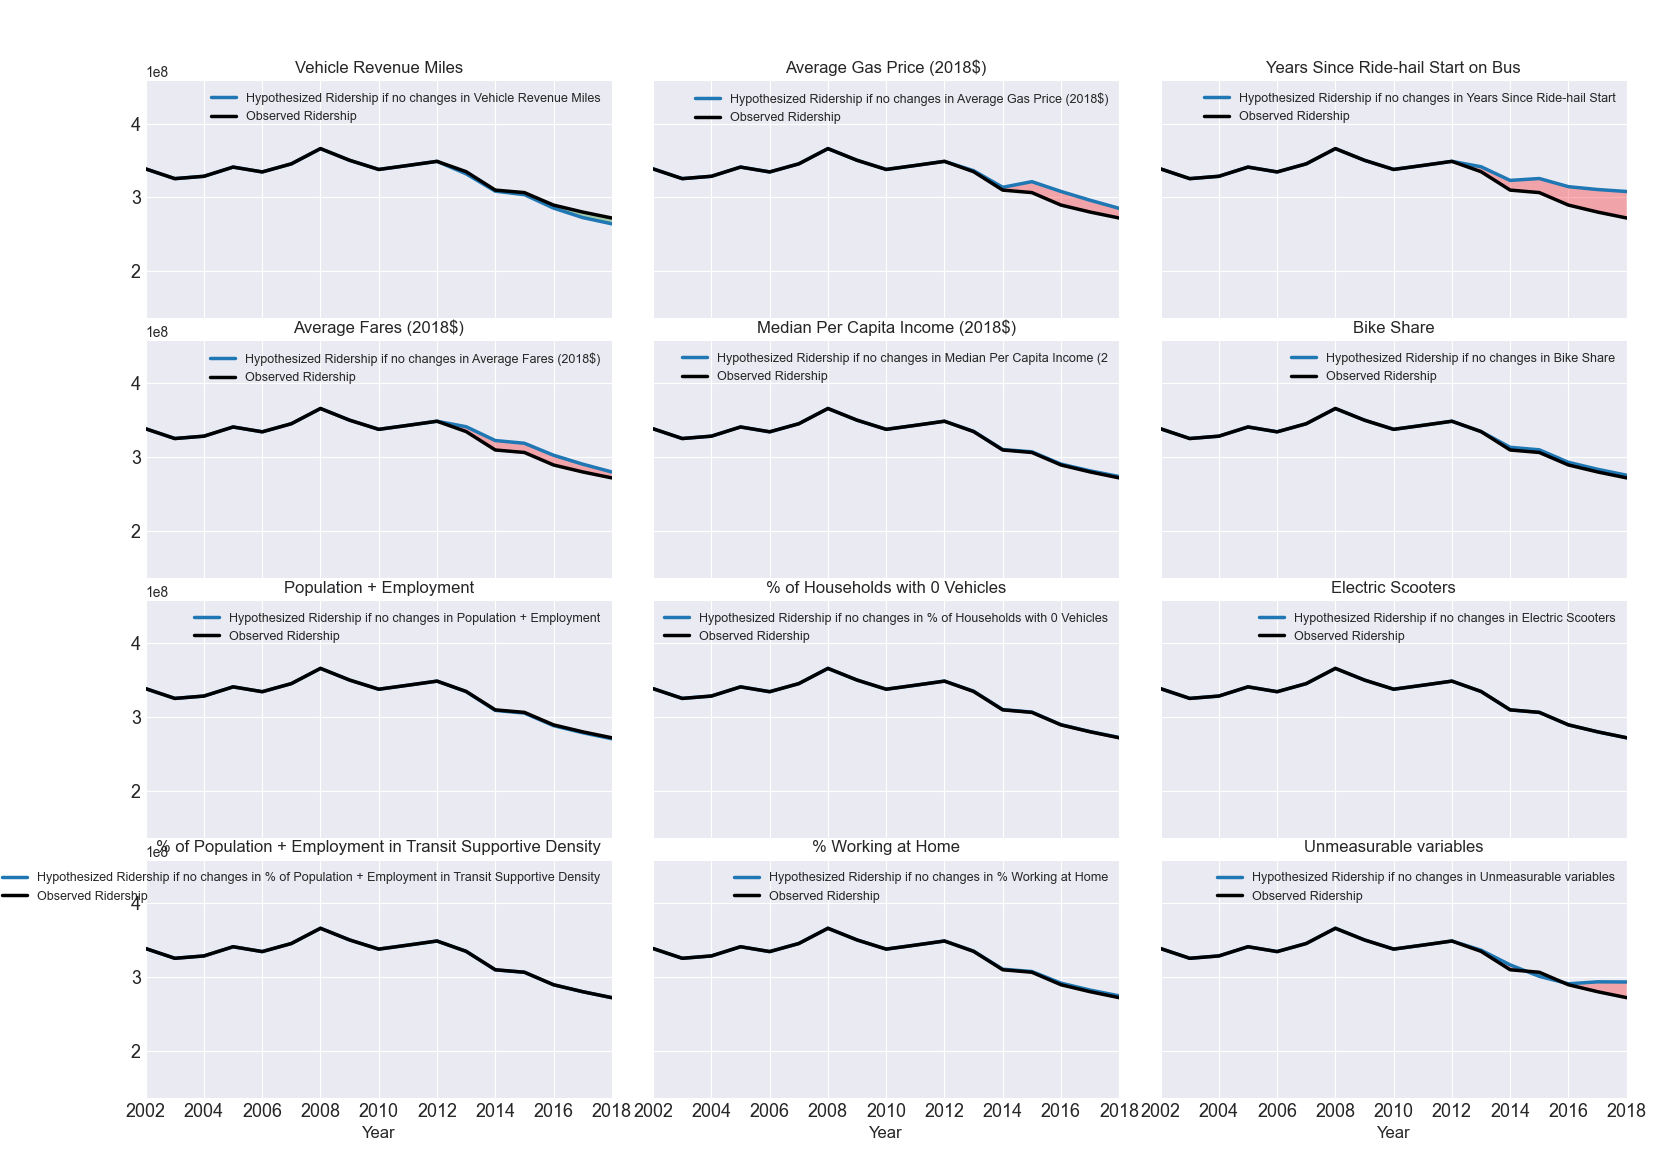 Vehicle Revenue Miles
1e8
Hypothesized Ridership if no changes in Vehicle Revenue Miles
Observed Ridership
4
3
2
Average Gas Price (2018$)
Hypothesized Ridership if no changes in Average Gas Price (2018$)
Observed Ridership
Years Since Ride-hail Start on Bus
Hypothesized Ridership if no changes in Years Since Ride-hail Start
Observed Ridership
Average Fares (2018$)
1e8
Hypothesized Ridership if no changes in Average Fares (2018$)
Observed Ridership
4
3
2
Median Per Capita Income (2018$)
Hypothesized Ridership if no changes in Median Per Capita Income (2
Observed Ridership
Bike Share
Hypothesized Ridership if no changes in Bike Share
Observed Ridership
Population + Employment
1e8
Hypothesized Ridership if no changes in Population + Employment
Observed Ridership
4
3
2
% of Households with 0 Vehicles
Hypothesized Ridership if no changes in % of Households with 0 Vehicles
Observed Ridership
Electric Scooters
Hypothesized Ridership if no changes in Electric Scooters
Observed Ridership
% of Population + Employment in Transit Supportive Density
1e8
Hypothesized Ridership if no changes in % of Population + Employment in Transit Supportive Density
Observed Ridership
4
3
2
2002 2004 2006 2008 2010 2012 2014 2016 2018
Year
% Working at Home
Hypothesized Ridership if no changes in % Working at Home
Observed Ridership
2002 2004 2006 2008 2010 2012 2014 2016 2018
Year
Unmeasurable variables
Hypothesized Ridership if no changes in Unmeasurable variables
Observed Ridership
2002 2004 2006 2008 2010 2012 2014 2016 2018
Year